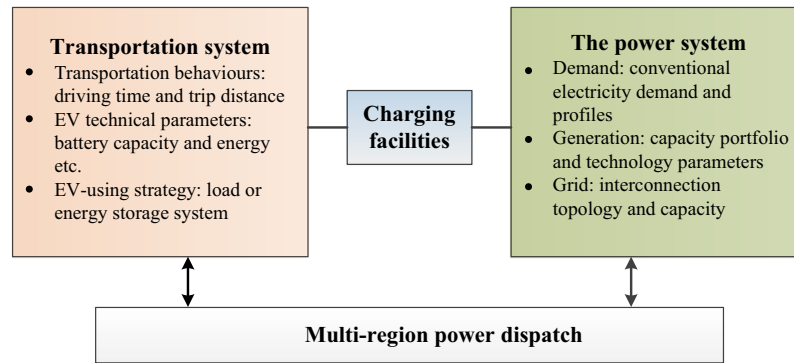 Transportation system
• Transportation behaviours:
driving time and trip distance
• EV technical parameters:
battery capacity and energy
etc.
• EV-using strategy: load or
energy storage system
Charging
facilities
The power system
• Demand: conventional
electricity demand and
profiles
• Generation: capacity portfolio
and technology parameters
• Grid: interconnection
topology and capacity
Multi-region power dispatch